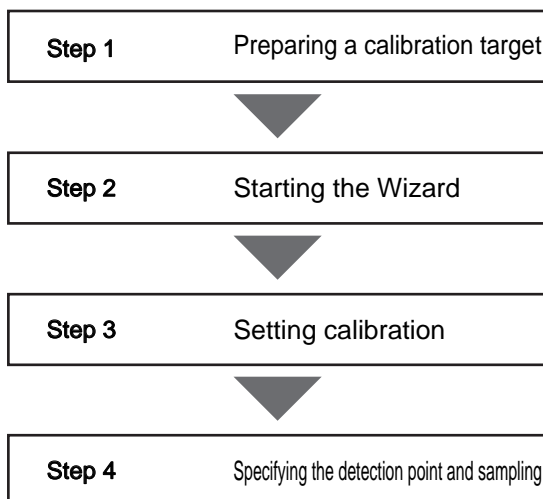 Step 1 Preparing a calibration target
Step 2 Starting the Wizard
Step 3 Setting calibration
Step 4 Specifying the detection point and sampling